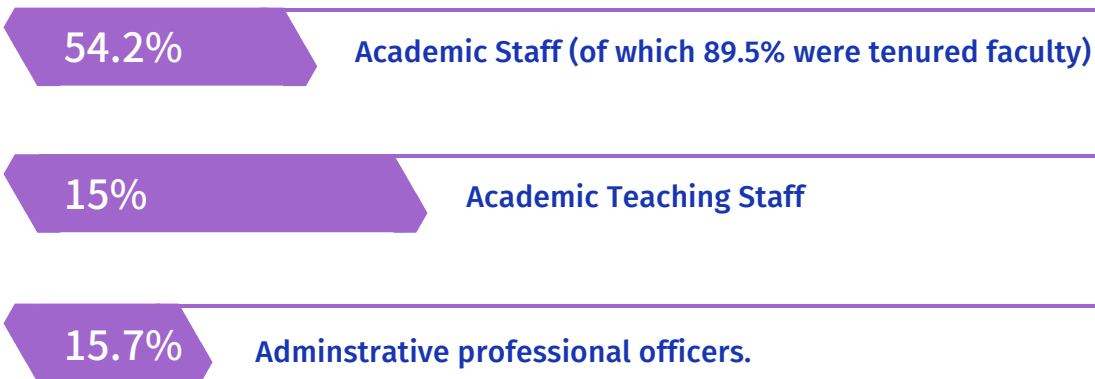 54.2% Academic Staff (of which 89.5% were tenured faculty)
15% Academic Teaching Staff
15.7% Adminstrative professional officers.